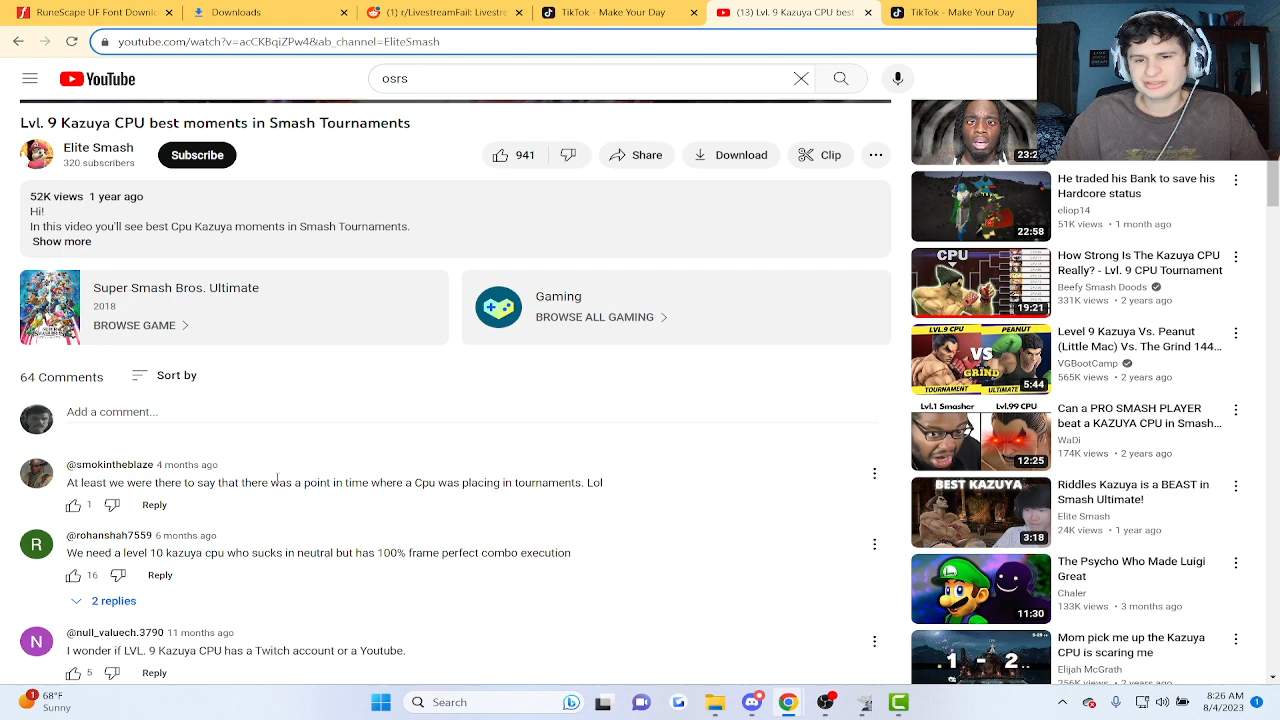 RuneScape UF Font Downlo
Downloads
(1) r/LivestreamFail: Livestre
TikTok - Make Your Day
(13) Lvl. 9 Kazuya CPU best
TikTok - Make Your Day
youtube.com/watch?v=acCKBqiZPw4&ab_channel=EliteSmash
YouTube
osrs
Lvl. 9 Kazuya CPU best moments in Smash Tournaments
Elite Smash
320 subscribers
Subscribe
941
Share
Download
Clip
52K views 1 year ago
Hi!
In this video you'll see best Cpu Kazuya moments in Smash Tournaments.
Show more
Super Smash Bros. Ultimate
2018
BROWSE GAME
Gaming
BROWSE ALL GAMING
64 Comments
Sort by
Add a comment...
@smokintheblaze 4 months ago
At least we were there to say that there was a point in time where a Cpu was placing in tournaments. Lol
1
Reply
@rohanshah7559 6 months ago
We need a level 10 kazuya cpu who sucks in neutral but has 100% frane perfect combo execution
16
Reply
2 replies
@null_valuech.3790 11 months ago
I wonder if LVL. 9 Kazuya CPU has a Twitch account or a Youtube.
5
Reply
23:2
22:58
He traded his Bank to save his
Hardcore status
eliop14
51K views • 1 month ago
CPU
19:21
How Strong Is The Kazuya CPU
Really? - Lvl. 9 CPU Tournament
Beefy Smash Doods
331K views • 2 years ago
LVL.9 CPU
PEANUT
VS
GRIND
TOURNAMENT
ULTIMATE
5:44
Level 9 Kazuya Vs. Peanut
(Little Mac) Vs. The Grind 144...
VGBootCamp
565K views • 2 years ago
Lvl.1 Smasher
Lvl.99 CPU
12:25
Can a PRO SMASH PLAYER
beat a KAZUYA CPU in Smash...
WaDi
174K views • 2 years ago
BEST KAZUYA
3:18
Riddles Kazuya is a BEAST in
Smash Ultimate!
Elite Smash
24K views • 1 year ago
11:30
The Psycho Who Made Luigi
Great
Chaler
133K views • 3 months ago
1 - 2
Mom pick me up the Kazuya
CPU is scaring me
Elijah McGrath
256K views • 2 years ago
68°F
Sunny
Search
8:26 AM
8/4/2023
1